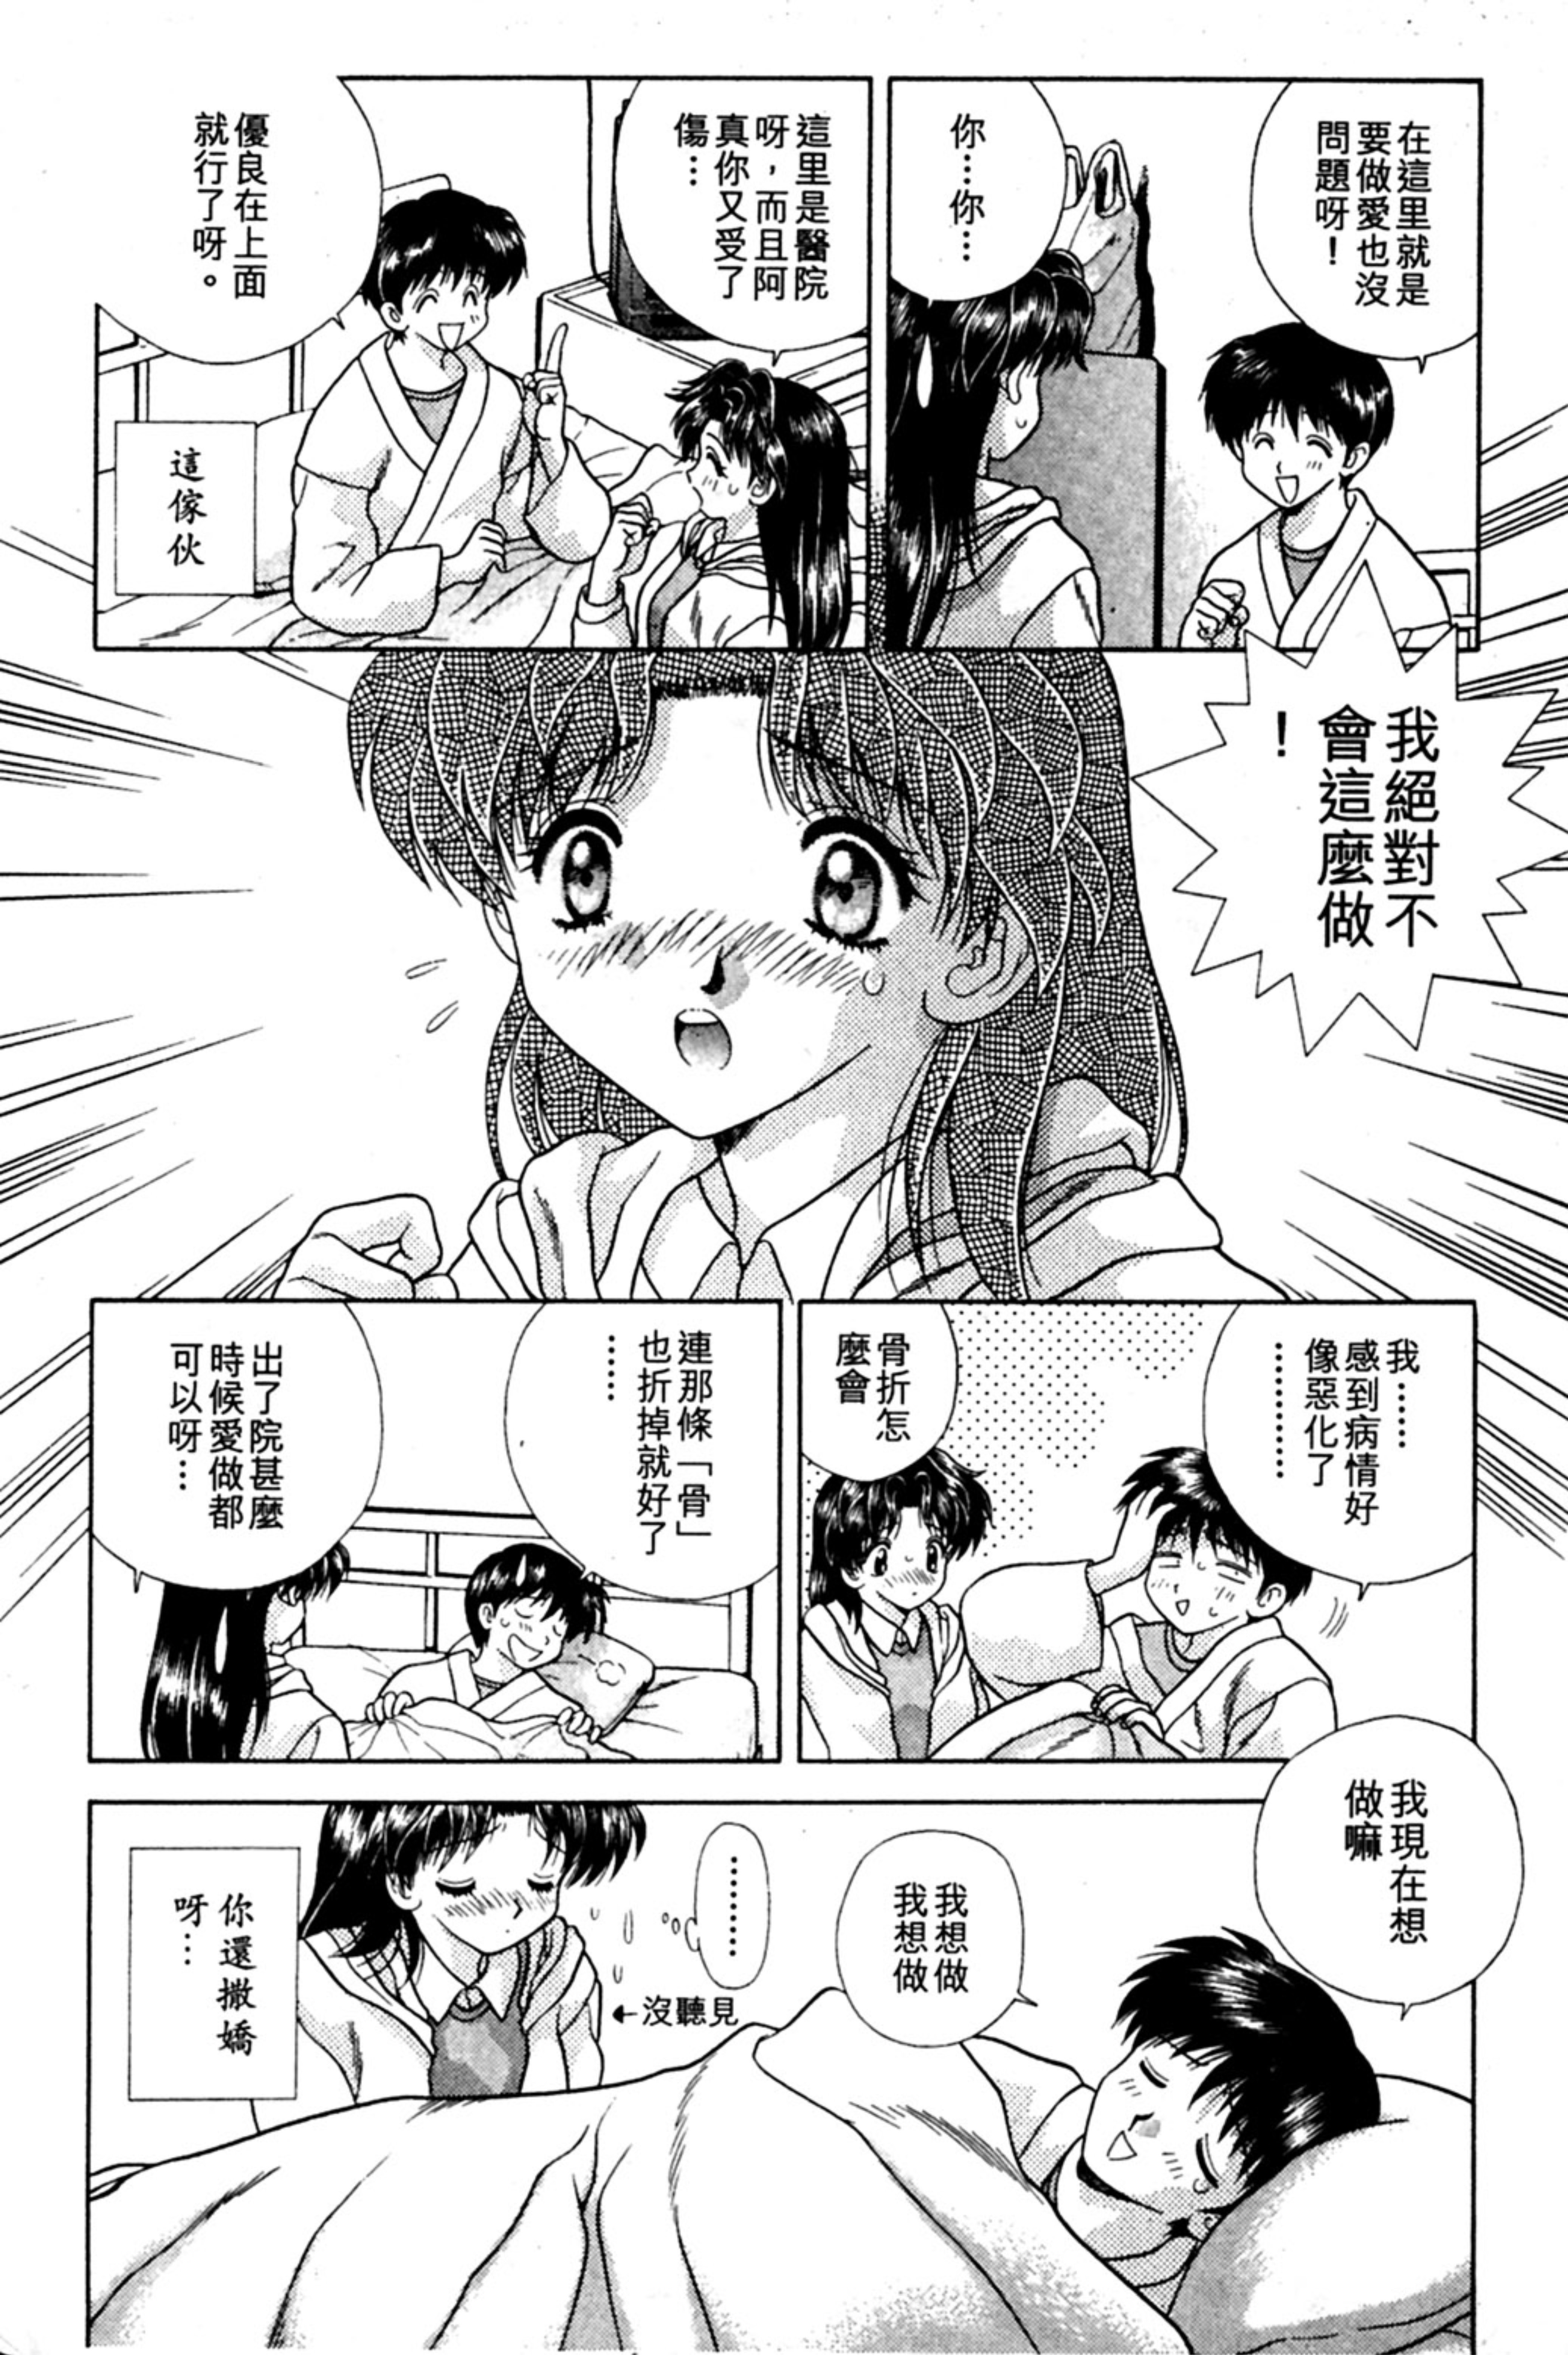 在這里就是
要做愛也沒
問題呀！
你…你…
這里是醫院
呀，而且阿
真你又受了
傷…
優良在上面
就行了呀。
這傢伙
我絕對不
會這麼做
！
我……
感到病情好
像惡化了
…………
骨折怎
麼會
連那條「骨」
也折掉就好了
……
出了院甚麼
時候愛做都
可以呀…
我現在想
做嘛
我想做
我想做
………
←沒聽見
你還撒嬌
呀…